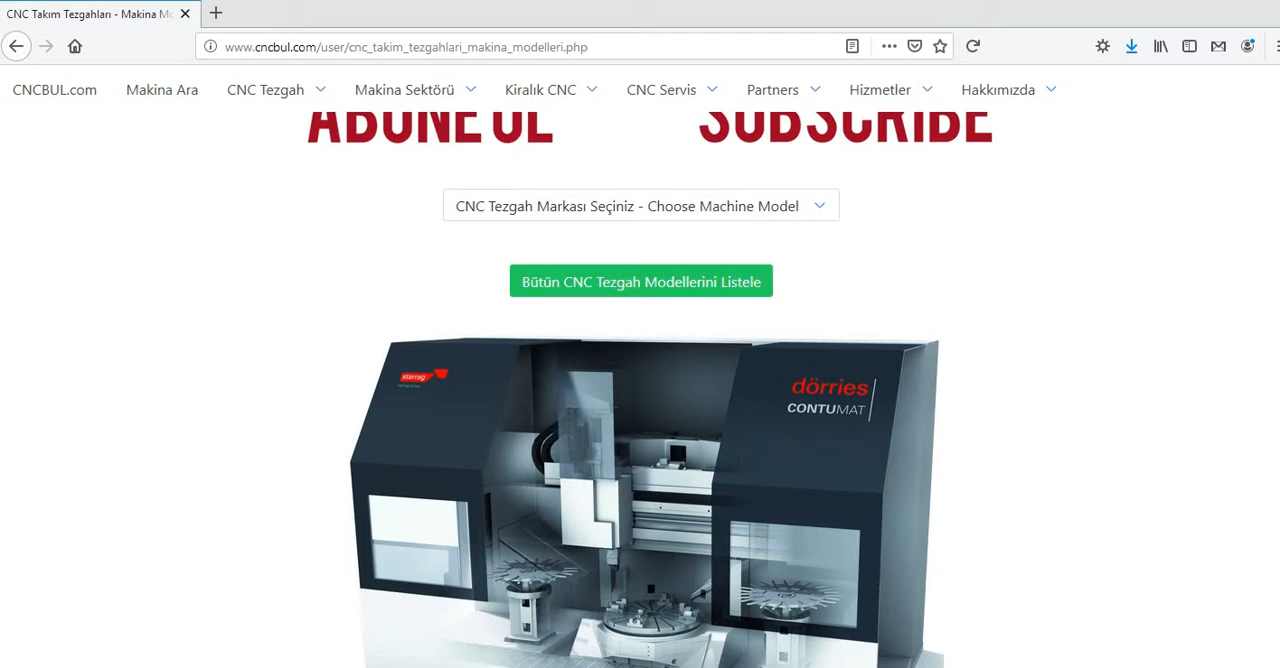 CNC Takım Tezgahları - Makina Mo
www.cncbul.com/user/cnc_takim_tezgahlari_makina_modelleri.php
CNCBUL.com Makina Ara CNC Tezgah Makina Sektörü Kiralık CNC CNC Servis Partners Hizmetler Hakkımızda
ABONE OL SUBSCRIBE
CNC Tezgah Markası Seçiniz - Choose Machine Model
Bütün CNC Tezgah Modellerini Listele
starrag
dörries
CONTUMAT